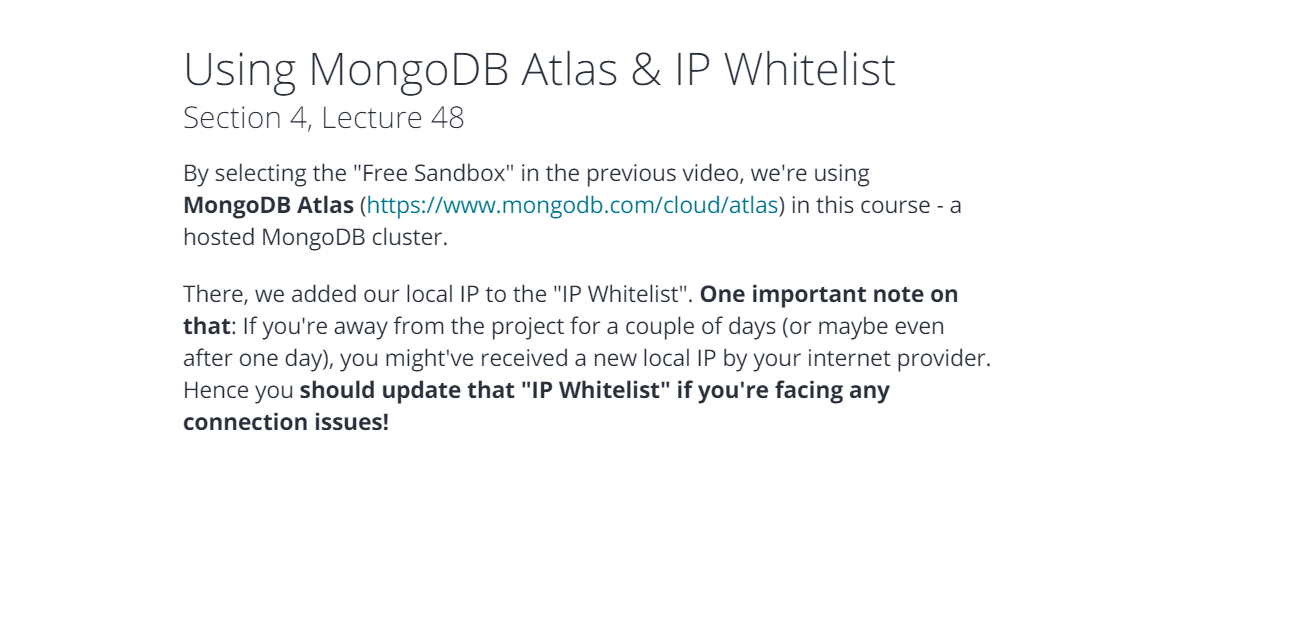 Using MongoDB Atlas & IP Whitelist
Section 4, Lecture 48
By selecting the "Free Sandbox" in the previous video, we're using
MongoDB Atlas (https://www.mongodb.com/cloud/atlas) in this course - a
hosted MongoDB cluster.
There, we added our local IP to the "IP Whitelist". One important note on
that: If you're away from the project for a couple of days (or maybe even
after one day), you might've received a new local IP by your internet provider.
Hence you should update that "IP Whitelist" if you're facing any
connection issues!